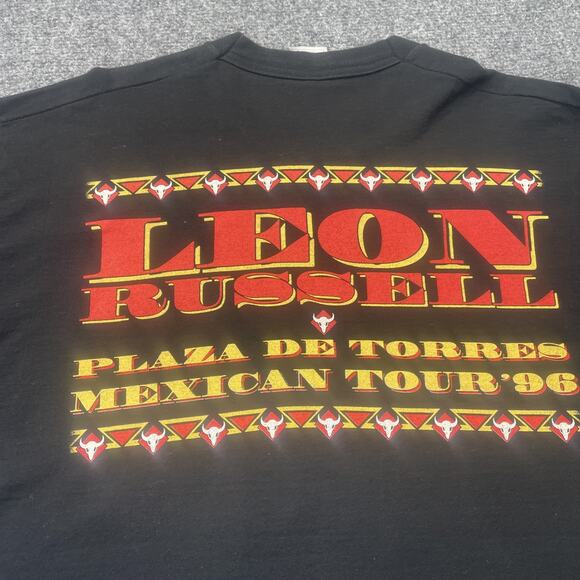 LEON
RUSSELL
PLAZA DE TORRES
MEXICAN TOUR '96